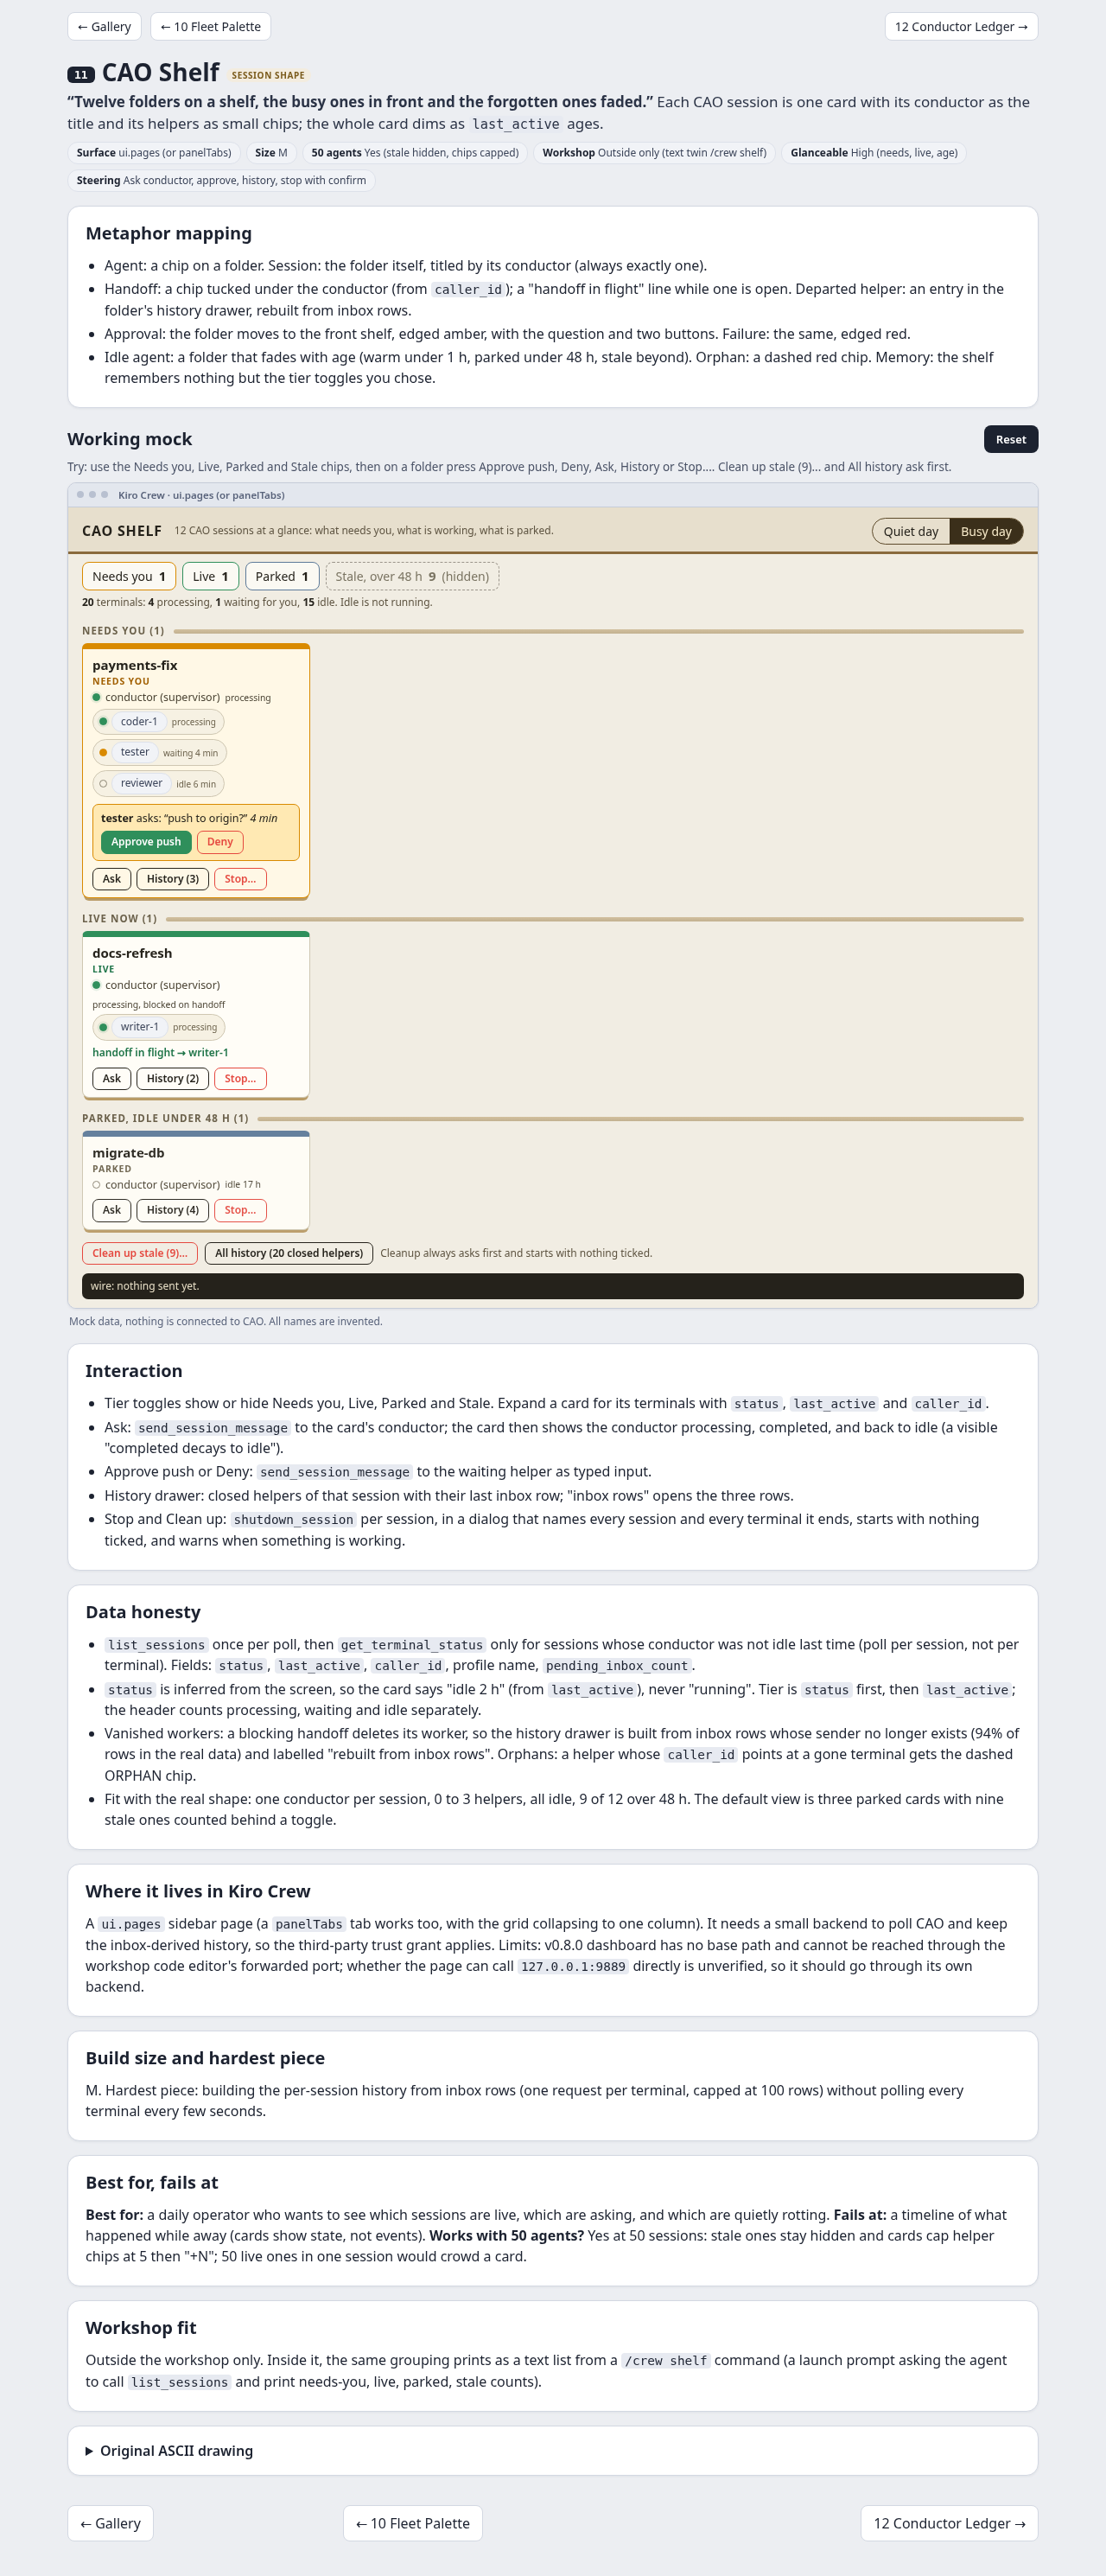 ← Gallery
← 10 Fleet Palette
12 Conductor Ledger →
11 CAO Shelf SESSION SHAPE
“Twelve folders on a shelf, the busy ones in front and the forgotten ones faded.” Each CAO session is one card with its conductor as the
title and its helpers as small chips; the whole card dims as last_active ages.
Surface ui.pages (or panelTabs)
Size M
50 agents Yes (stale hidden, chips capped)
Workshop Outside only (text twin /crew shelf)
Glanceable High (needs, live, age)
Steering Ask conductor, approve, history, stop with confirm
Metaphor mapping
• Agent: a chip on a folder. Session: the folder itself, titled by its conductor (always exactly one).
• Handoff: a chip tucked under the conductor (from caller_id); a "handoff in flight" line while one is open. Departed helper: an entry in the
folder's history drawer, rebuilt from inbox rows.
• Approval: the folder moves to the front shelf, edged amber, with the question and two buttons. Failure: the same, edged red.
• Idle agent: a folder that fades with age (warm under 1 h, parked under 48 h, stale beyond). Orphan: a dashed red chip. Memory: the shelf
remembers nothing but the tier toggles you chose.
Working mock
Reset
Try: use the Needs you, Live, Parked and Stale chips, then on a folder press Approve push, Deny, Ask, History or Stop.... Clean up stale (9)... and All history ask first.
Kiro Crew · ui.pages (or panelTabs)
CAO SHELF
12 CAO sessions at a glance: what needs you, what is working, what is parked.
Quiet day
Busy day
Needs you 1
Live 1
Parked 1
Stale, over 48 h 9 (hidden)
20 terminals: 4 processing, 1 waiting for you, 15 idle. Idle is not running.
NEEDS YOU (1)
payments-fix
NEEDS YOU
conductor (supervisor) processing
coder-1 processing
tester waiting 4 min
reviewer idle 6 min
tester asks: “push to origin?” 4 min
Approve push
Deny
Ask
History (3)
Stop...
LIVE NOW (1)
docs-refresh
LIVE
conductor (supervisor)
processing, blocked on handoff
writer-1 processing
handoff in flight → writer-1
Ask
History (2)
Stop...
PARKED, IDLE UNDER 48 H (1)
migrate-db
PARKED
conductor (supervisor) idle 17 h
Ask
History (4)
Stop...
Clean up stale (9)...
All history (20 closed helpers)
Cleanup always asks first and starts with nothing ticked.
wire: nothing sent yet.
Mock data, nothing is connected to CAO. All names are invented.
Interaction
• Tier toggles show or hide Needs you, Live, Parked and Stale. Expand a card for its terminals with status, last_active and caller_id.
• Ask: send_session_message to the card's conductor; the card then shows the conductor processing, completed, and back to idle (a visible
"completed decays to idle").
• Approve push or Deny: send_session_message to the waiting helper as typed input.
• History drawer: closed helpers of that session with their last inbox row; "inbox rows" opens the three rows.
• Stop and Clean up: shutdown_session per session, in a dialog that names every session and every terminal it ends, starts with nothing
ticked, and warns when something is working.
Data honesty
• list_sessions once per poll, then get_terminal_status only for sessions whose conductor was not idle last time (poll per session, not per
terminal). Fields: status, last_active, caller_id, profile name, pending_inbox_count.
• status is inferred from the screen, so the card says "idle 2 h" (from last_active), never "running". Tier is status first, then last_active;
the header counts processing, waiting and idle separately.
• Vanished workers: a blocking handoff deletes its worker, so the history drawer is built from inbox rows whose sender no longer exists (94% of
rows in the real data) and labelled "rebuilt from inbox rows". Orphans: a helper whose caller_id points at a gone terminal gets the dashed
ORPHAN chip.
• Fit with the real shape: one conductor per session, 0 to 3 helpers, all idle, 9 of 12 over 48 h. The default view is three parked cards with nine
stale ones counted behind a toggle.
Where it lives in Kiro Crew
A ui.pages sidebar page (a panelTabs tab works too, with the grid collapsing to one column). It needs a small backend to poll CAO and keep
the inbox-derived history, so the third-party trust grant applies. Limits: v0.8.0 dashboard has no base path and cannot be reached through the
workshop code editor's forwarded port; whether the page can call 127.0.0.1:9889 directly is unverified, so it should go through its own
backend.
Build size and hardest piece
M. Hardest piece: building the per-session history from inbox rows (one request per terminal, capped at 100 rows) without polling every
terminal every few seconds.
Best for, fails at
Best for: a daily operator who wants to see which sessions are live, which are asking, and which are quietly rotting. Fails at: a timeline of what
happened while away (cards show state, not events). Works with 50 agents? Yes at 50 sessions: stale ones stay hidden and cards cap helper
chips at 5 then "+N"; 50 live ones in one session would crowd a card.
Workshop fit
Outside the workshop only. Inside it, the same grouping prints as a text list from a /crew shelf command (a launch prompt asking the agent
to call list_sessions and print needs-you, live, parked, stale counts).
▶ Original ASCII drawing
← Gallery
← 10 Fleet Palette
12 Conductor Ledger →